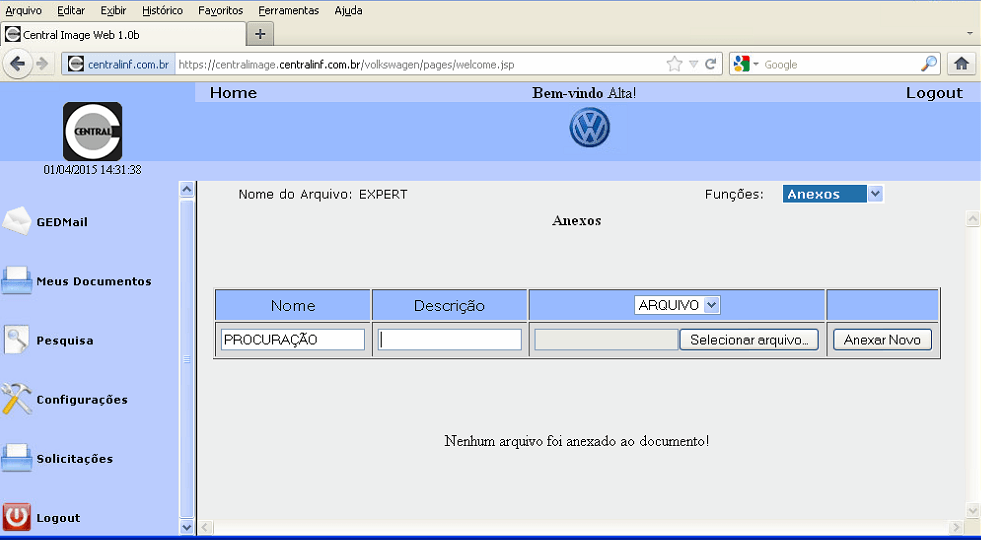 Arquivo Editar Exibir Histórico Favoritos Ferramentas Ajuda
Central Image Web 1.0b +
centralinf.com.br https://centralimage.centralinf.com.br/volkswagen/pages/welcome.jsp Google
Home Bem-vindo Alta! Logout
CENTRAL
01/04/2015 14:31:38
Nome do Arquivo: EXPERT Funções: Anexos
GEDMail
Anexos
Meus Documentos
Nome Descrição ARQUIVO
PROCURAÇÃO Selecionar arquivo... Anexar Novo
Pesquisa
Configurações
Nenhum arquivo foi anexado ao documento!
Solicitações
Logout